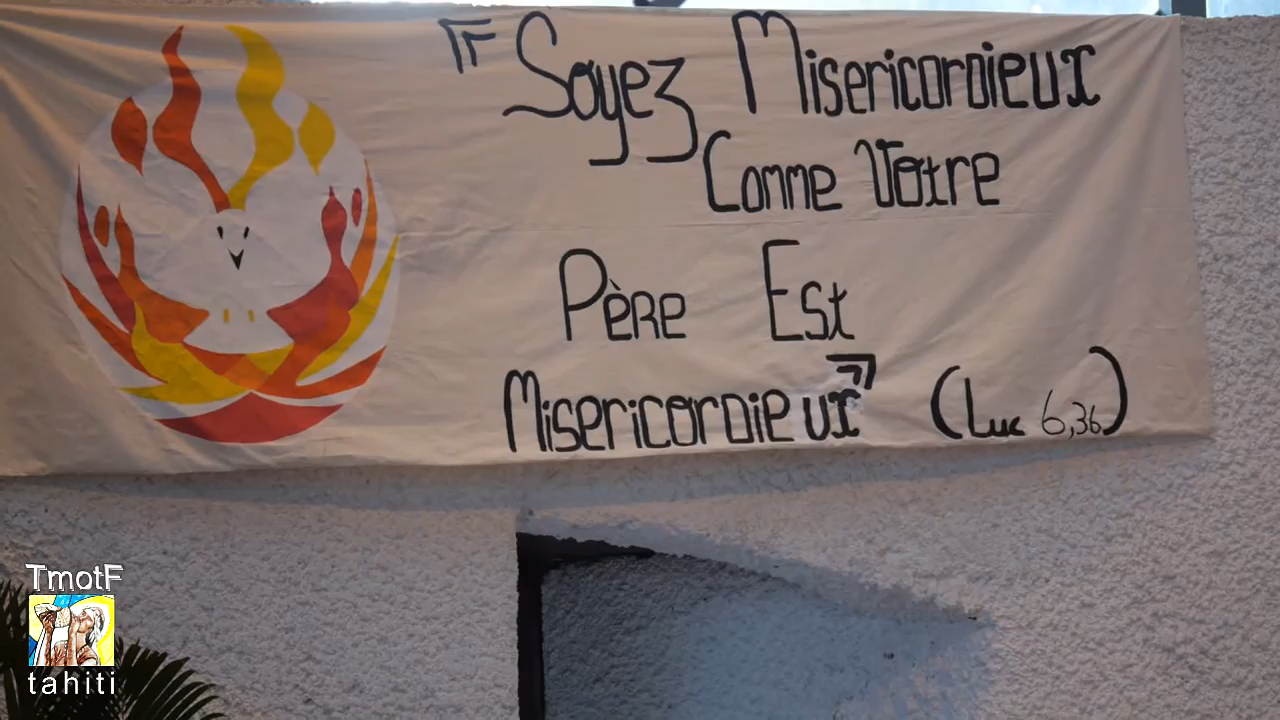 « Soyez Misericordieux
Comme Votre
Père Est
Misericordieux » (Luc 6,36)
TmotF
tahiti